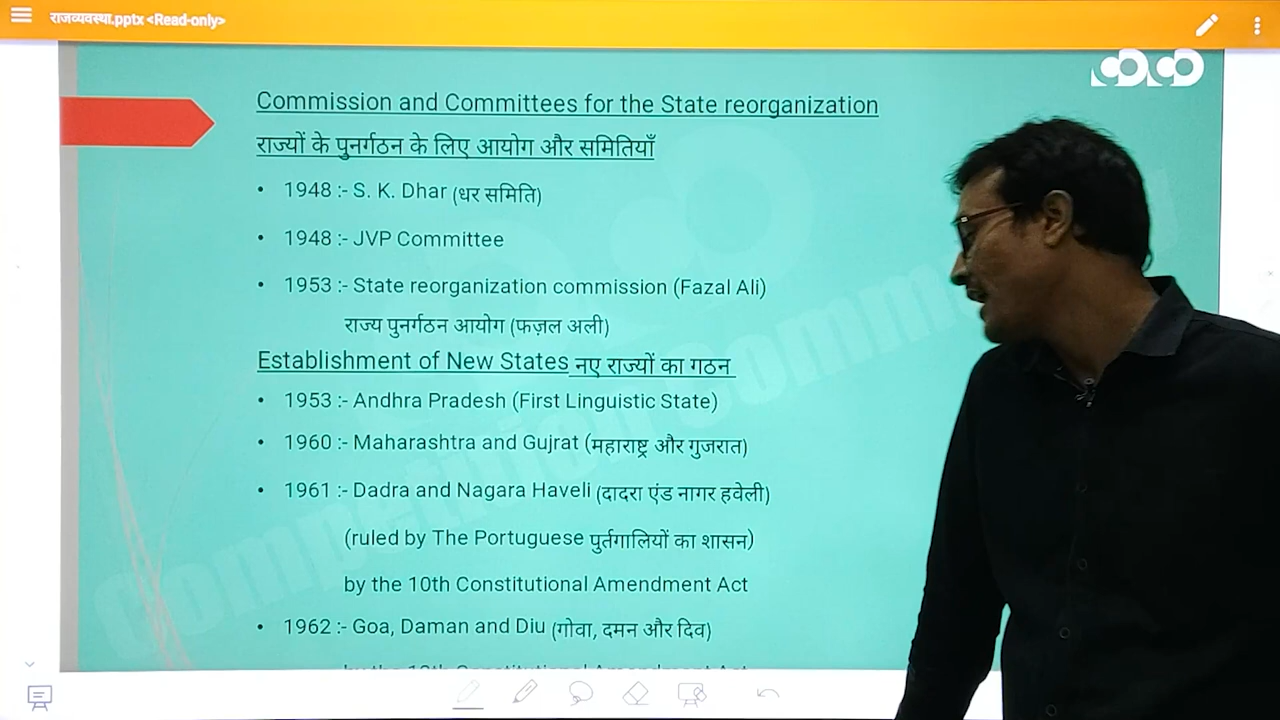 राजव्यवस्था.pptx <Read-only>
Commission and Committees for the State reorganization
राज्यों के पुनर्गठन के लिए आयोग और समितियाँ
• 1948 :- S. K. Dhar (धर समिति)
• 1948 :- JVP Committee
• 1953 :- State reorganization commission (Fazal Ali)
राज्य पुनर्गठन आयोग (फज़ल अली)
Establishment of New States नए राज्यों का गठन
• 1953 :- Andhra Pradesh (First Linguistic State)
• 1960 :- Maharashtra and Gujrat (महाराष्ट्र और गुजरात)
• 1961 :- Dadra and Nagara Haveli (दादरा एंड नागर हवेली)
(ruled by The Portuguese पुर्तगालियों का शासन)
by the 10th Constitutional Amendment Act
• 1962 :- Goa, Daman and Diu (गोवा, दमन और दिव)